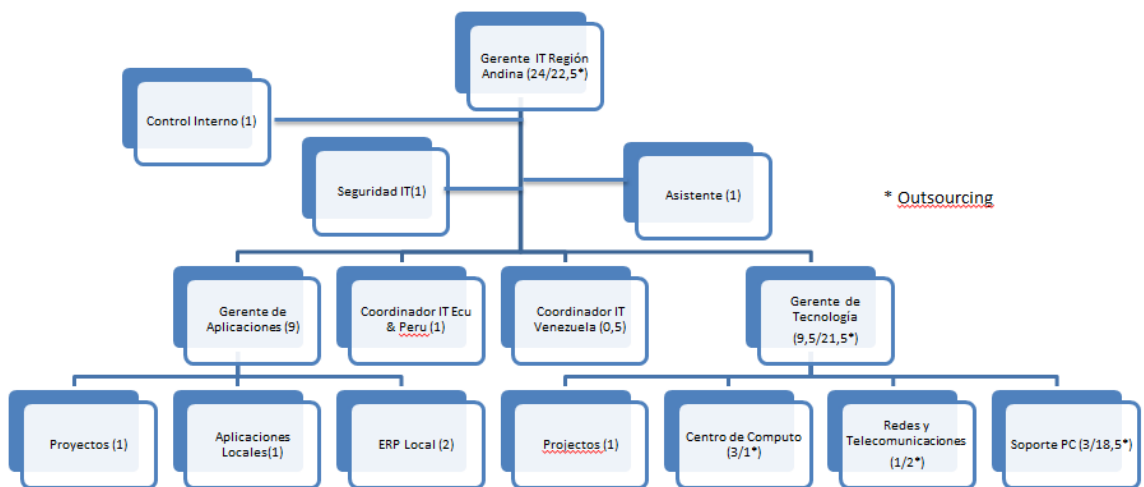 Gerente IT Región
Andina (24/22,5*)
Control Interno (1)
Seguridad IT(1)
Asistente (1)
* Outsourcing
Gerente de
Aplicaciones (9)
Coordinador IT Ecu
& Peru (1)
Coordinador IT
Venezuela (0,5)
Gerente de
Tecnología
(9,5/21,5*)
Proyectos (1)
Aplicaciones
Locales(1)
ERP Local (2)
Projectos (1)
Centro de Computo
(3/1*)
Redes y
Telecomunicaciones
(1/2*)
Soporte PC (3/18,5*)